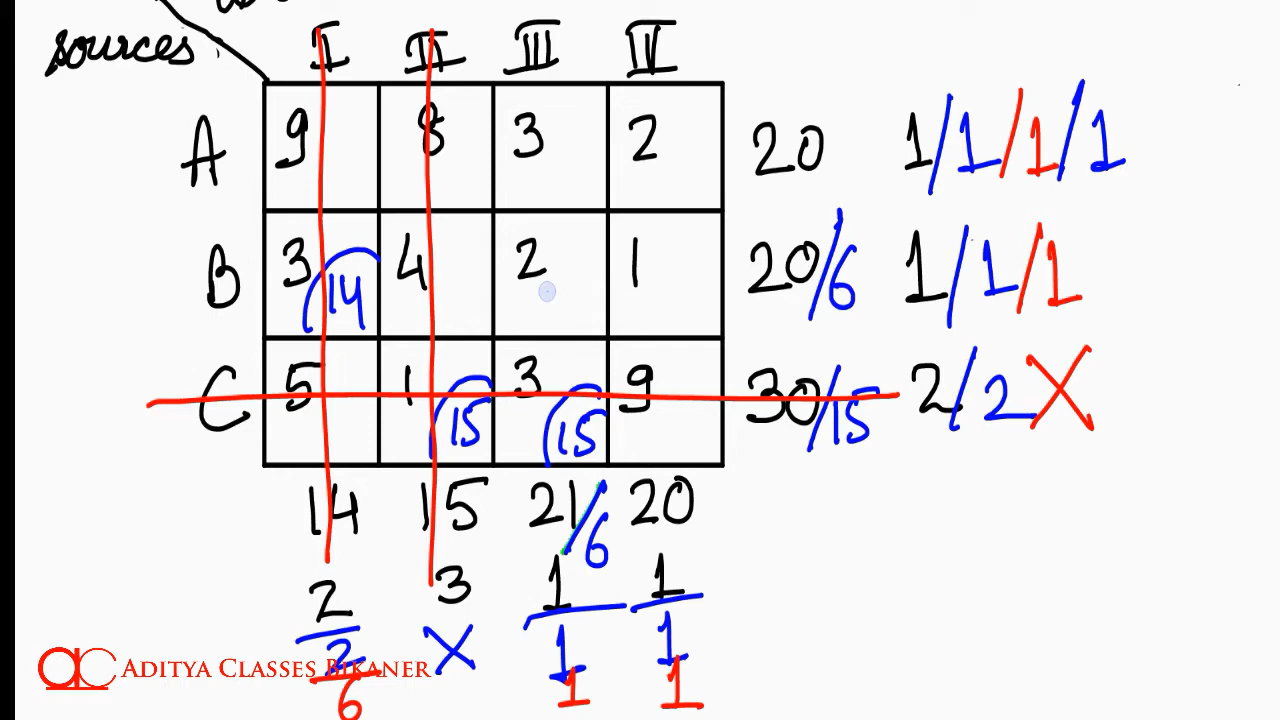 sources
I II III IV
A 9 8 3 2 20 1/1/1/1
B 3 14 4 2 1 20/6 1/1/1
C 5 1 15 3 15 9 30/15 2/2 X
14 15 21/6 20
2 3 1 1
2 X 1 1
6 1 1
ac ADITYA CLASSES BIKANER